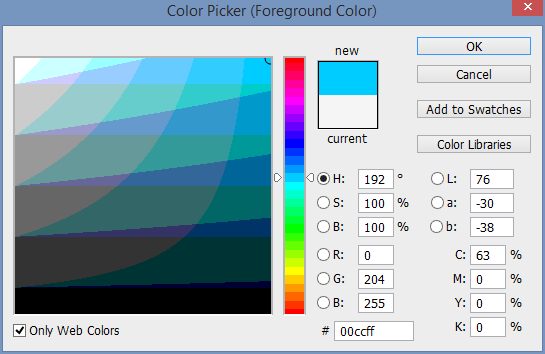 Color Picker (Foreground Color)
new
current
OK
Cancel
Add to Swatches
Color Libraries
H: 192 °
S: 100 %
B: 100 %
R: 0
G: 204
B: 255
# 00ccff
L: 76
a: -30
b: -38
C: 63 %
M: 0 %
Y: 0 %
K: 0 %
Only Web Colors